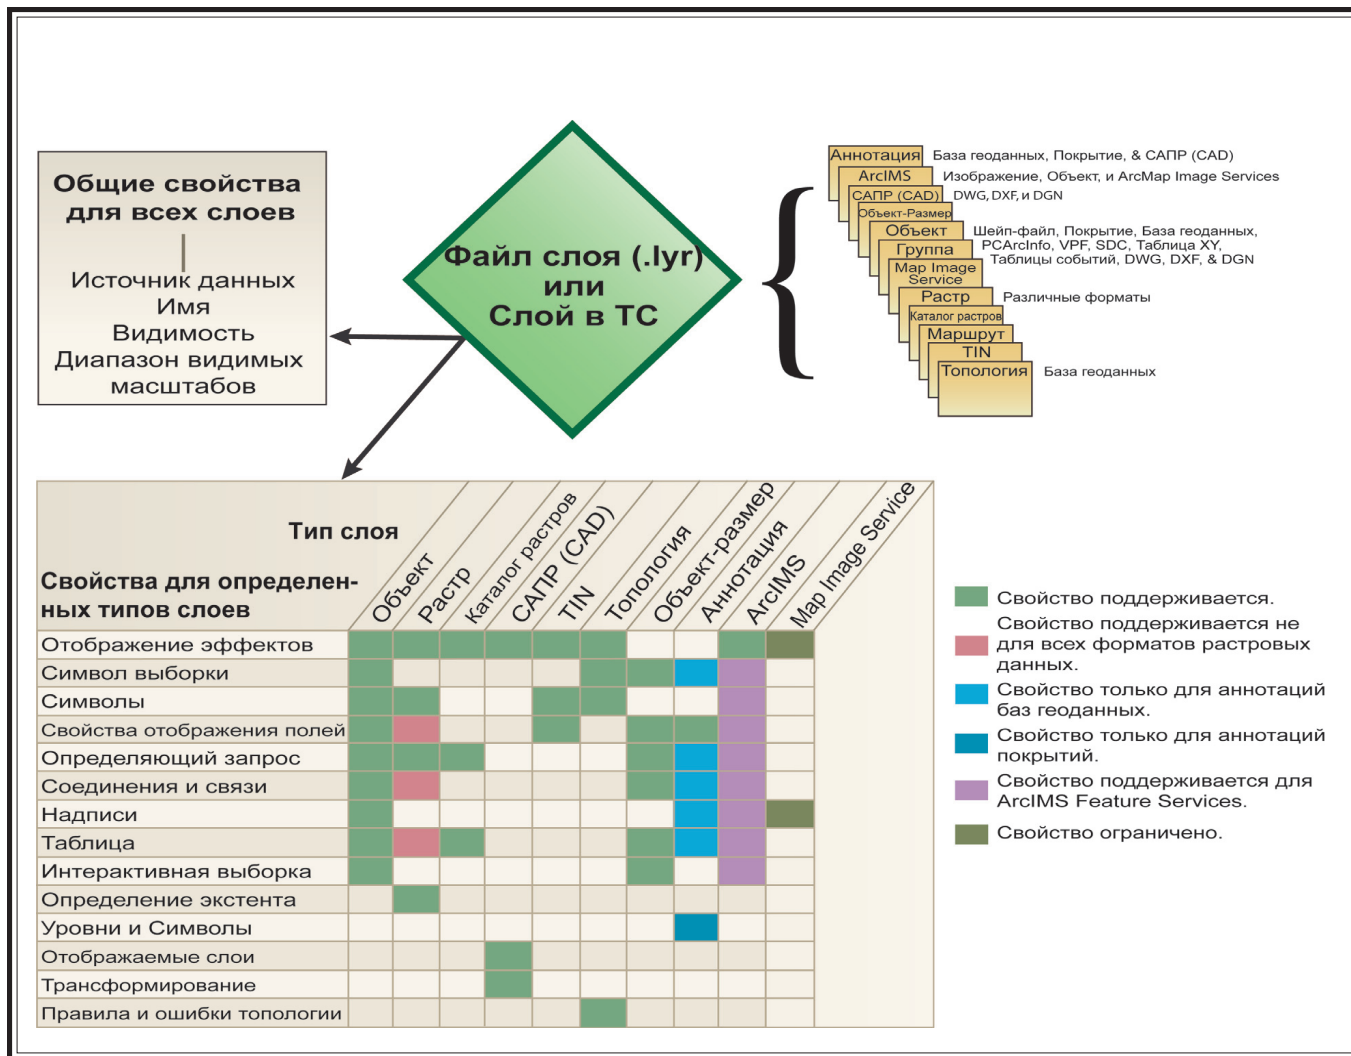 Общие свойства
для всех слоев
Источник данных
Имя
Видимость
Диапазон видимых
масштабов
Файл слоя (.lyr)
или
Слой в ТС
Аннотация
База геоданных, Покрытие, & САПР (CAD)
ArcIMS
Изображение, Объект, и ArcMap Image Services
САПР (CAD)
DWG, DXF, и DGN
Объект-Размер
Объект
Шейп-файл, Покрытие, База геоданных,
PCArcInfo, VPF, SDC, Таблица XY,
Таблицы событий, DWG, DXF, & DGN
Группа
Map Image
Service
Растр
Различные форматы
Каталог растров
Маршрут
TIN
Топология
База геоданных
Тип слоя
Свойства для определен-
ных типов слоев
Объект
Растр
Каталог растров
САПР (CAD)
TIN
Топология
Объект-размер
Аннотация
ArcIMS
Map Image Service
Отображение эффектов
Символ выборки
Символы
Свойства отображения полей
Определяющий запрос
Соединения и связи
Надписи
Таблица
Интерактивная выборка
Определение экстента
Уровни и Символы
Отображаемые слои
Трансформирование
Правила и ошибки топологии
Свойство поддерживается.
Свойство поддерживается не
для всех форматов растровых
данных.
Свойство только для аннотаций
баз геоданных.
Свойство только для аннотаций
покрытий.
Свойство поддерживается для
ArcIMS Feature Services.
Свойство ограничено.